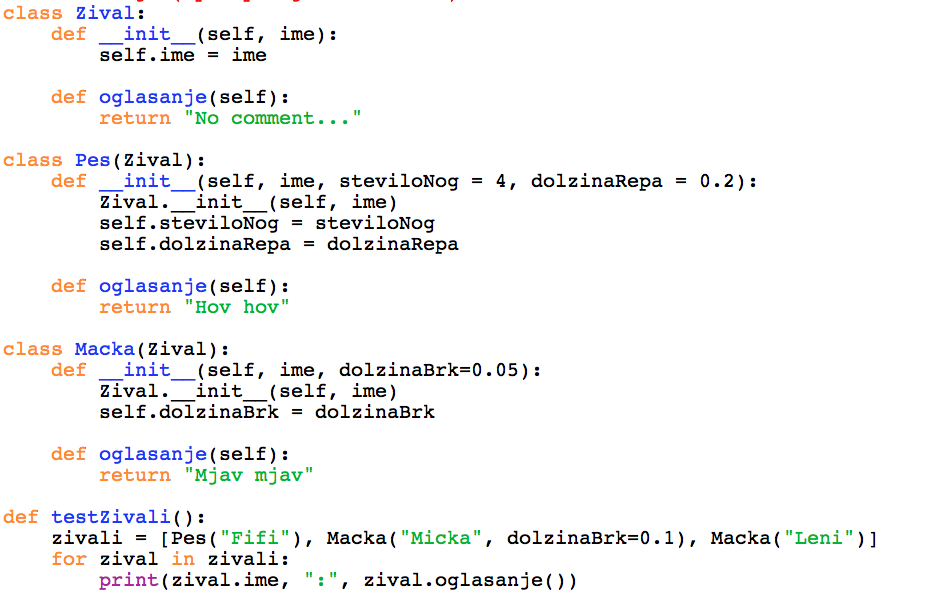 class Zival:
    def __init__(self, ime):
        self.ime = ime

    def oglasanje(self):
        return "No comment..."

class Pes(Zival):
    def __init__(self, ime, steviloNog = 4, dolzinaRepa = 0.2):
        Zival.__init__(self, ime)
        self.steviloNog = steviloNog
        self.dolzinaRepa = dolzinaRepa

    def oglasanje(self):
        return "Hov hov"

class Macka(Zival):
    def __init__(self, ime, dolzinaBrk=0.05):
        Zival.__init__(self, ime)
        self.dolzinaBrk = dolzinaBrk

    def oglasanje(self):
        return "Mjav mjav"

def testZivali():
    zivali = [Pes("Fifi"), Macka("Micka", dolzinaBrk=0.1), Macka("Leni")]
    for zival in zivali:
        print(zival.ime, ":", zival.oglasanje())